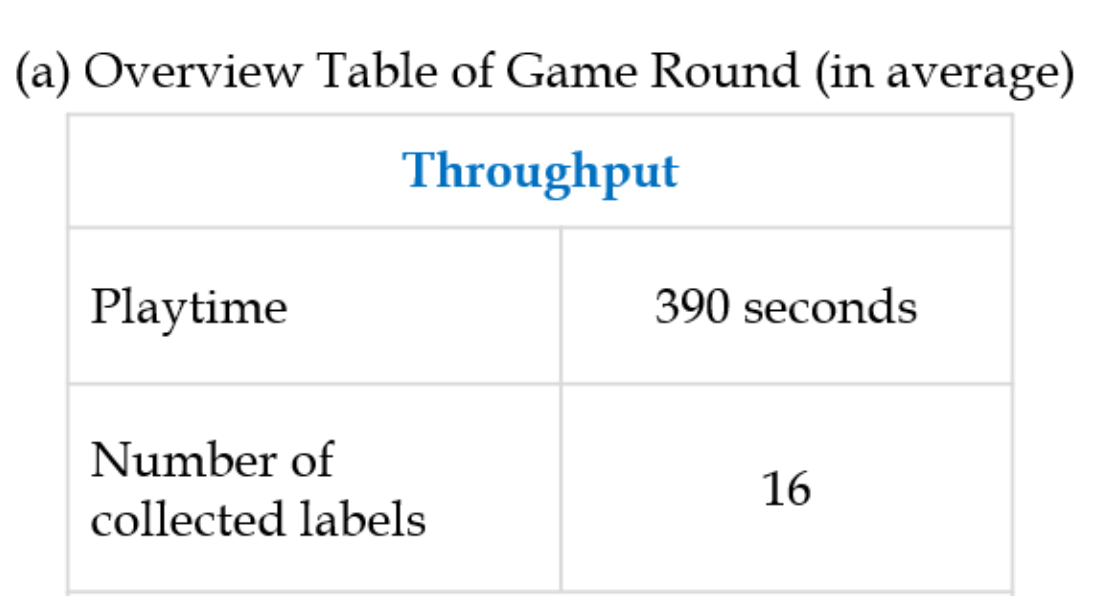 (a) Overview Table of Game Round (in average)
Throughput
Playtime
390 seconds
Number of
collected labels
16